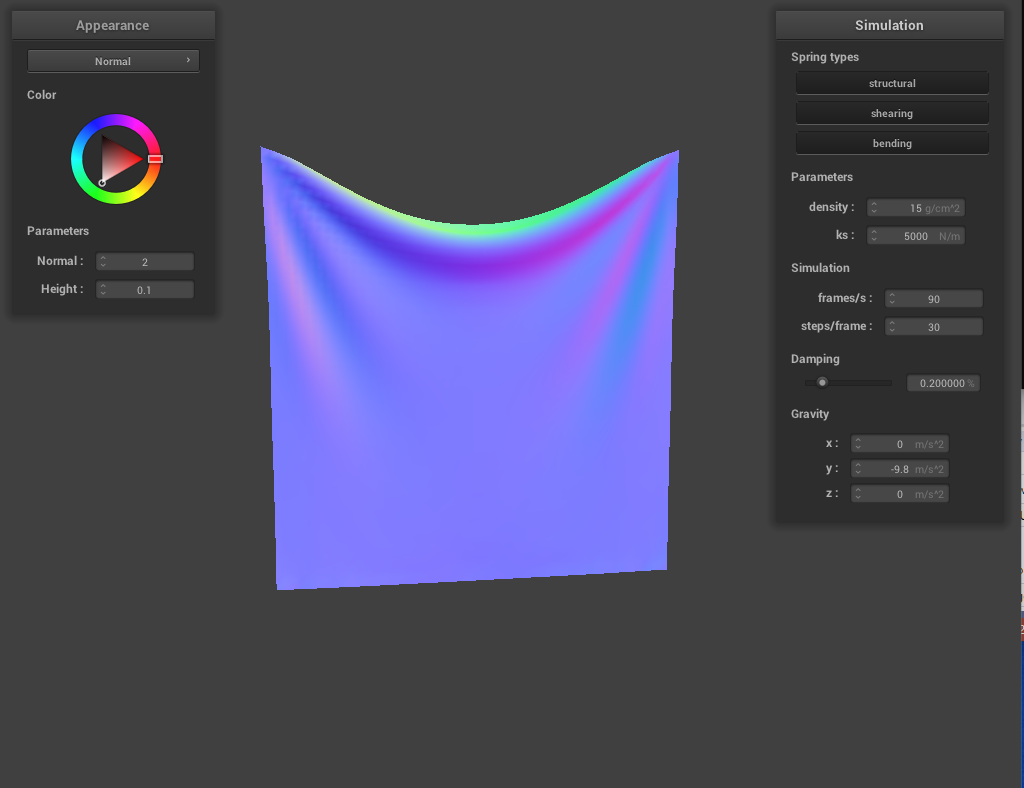 Appearance
Normal ›
Color
Parameters
Normal : 2
Height : 0.1
Simulation
Spring types
structural
shearing
bending
Parameters
density : 15 g/cm^2
ks : 5000 N/m
Simulation
frames/s : 90
steps/frame : 30
Damping
0.200000 %
Gravity
x : 0 m/s^2
y : -9.8 m/s^2
z : 0 m/s^2